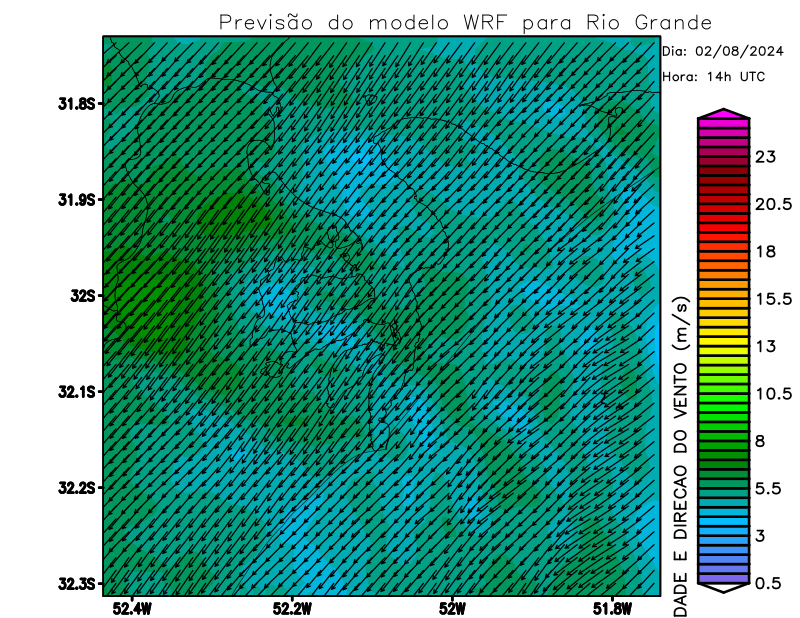 Previsão do modelo WRF para Rio Grande
Dia: 02/08/2024
Hora: 14h UTC
31.8S
31.9S
32S
32.1S
32.2S
32.3S
52.4W
52.2W
52W
51.8W
23
20.5
18
15.5
13
10.5
8
5.5
3
0.5
DADE E DIRECAO DO VENTO (m/s)